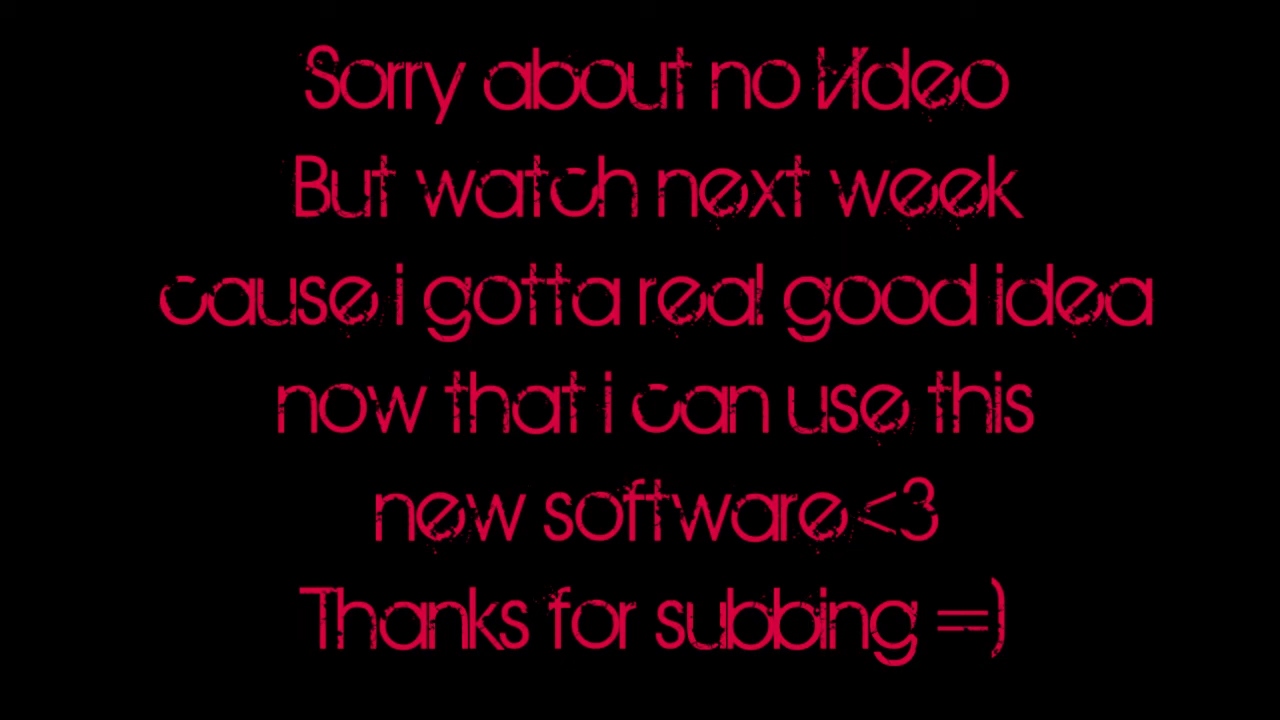 Sorry about no Video
But watch next week
cause i gotta real good idea
now that i can use this
new software<3
Thanks for subbing =)